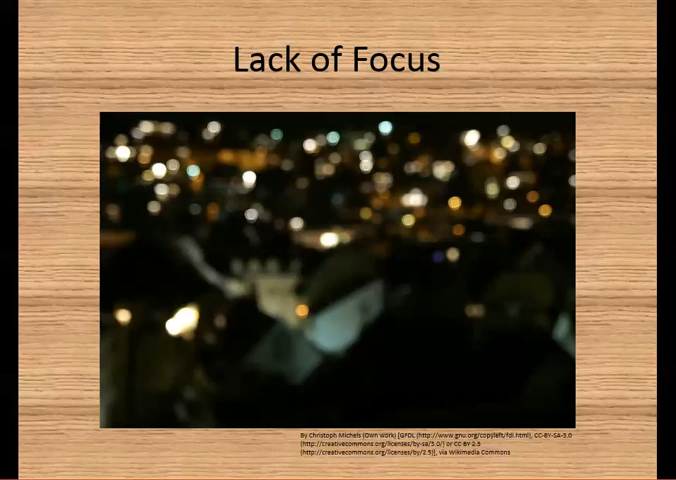 Lack of Focus
By Christoph Michels (Own work) [GFDL (http://www.gnu.org/copyleft/fdl.html), CC-BY-SA-3.0
(http://creativecommons.org/licenses/by-sa/3.0/) or CC BY 2.5
(http://creativecommons.org/licenses/by/2.5)], via Wikimedia Commons